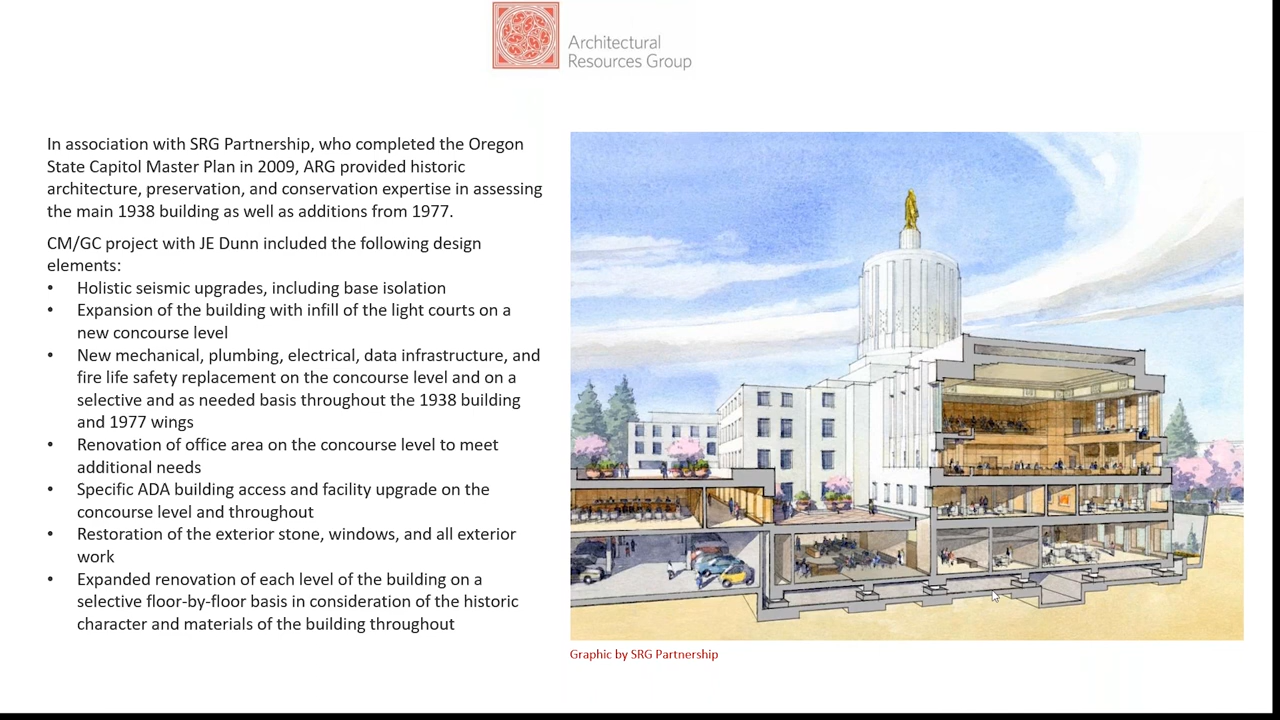 Architectural
Resources Group
In association with SRG Partnership, who completed the Oregon
State Capitol Master Plan in 2009, ARG provided historic
architecture, preservation, and conservation expertise in assessing
the main 1938 building as well as additions from 1977.
CM/GC project with JE Dunn included the following design
elements:
• Holistic seismic upgrades, including base isolation
• Expansion of the building with infill of the light courts on a
new concourse level
• New mechanical, plumbing, electrical, data infrastructure, and
fire life safety replacement on the concourse level and on a
selective and as needed basis throughout the 1938 building
and 1977 wings
• Renovation of office area on the concourse level to meet
additional needs
• Specific ADA building access and facility upgrade on the
concourse level and throughout
• Restoration of the exterior stone, windows, and all exterior
work
• Expanded renovation of each level of the building on a
selective floor-by-floor basis in consideration of the historic
character and materials of the building throughout
Graphic by SRG Partnership